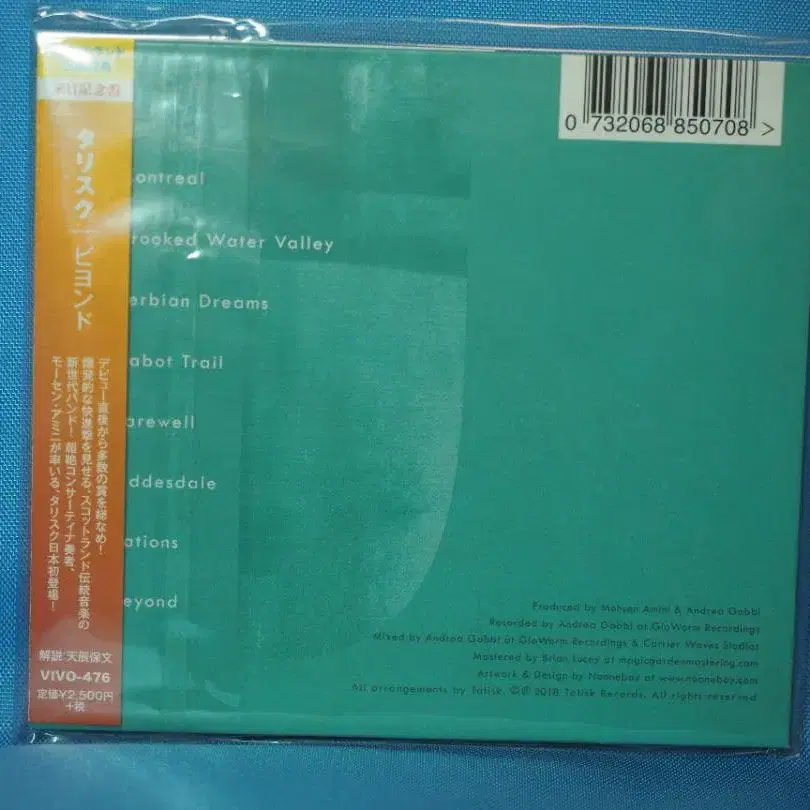 来日記念盤
タリスク
ビヨンド
デビュー直後から多数の賞を総なめ!
爆発的な快進撃を見せる、スコットランド伝統音楽の
新世代バンド! 超絶コンサーティナ奏者、
モーセン・アミニが率いる、タリスク日本初登場!
解説:天辰保文
VIVO-476
定価¥2,500円
+税
0 732068 850708 >
ontreal
rooked Water Valley
erbian Dreams
abot Trail
arewell
ddesdale
ations
eyond
Produced by Mohsen Amini & Andrea Gobbi
Recorded by Andrea Gobbi at GloWorm Recordings
Mixed by Andrea Gobbi at GloWorm Recordings & Carrier Waves Studios
Mastered by Brian Lucey at magicgardenmastering.com
Artwork & Design by Nooneboy at www.nooneboy.com
All arrangements by Talisk. ©℗ 2018 Talisk Records. All rights reserved